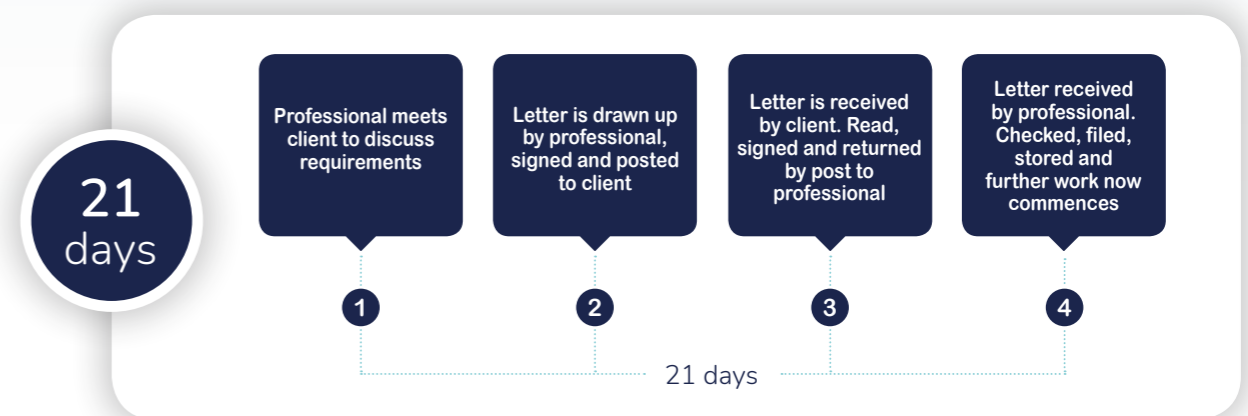 21
days
Professional meets
client to discuss
requirements
Letter is drawn up
by professional,
signed and posted
to client
Letter is received
by client. Read,
signed and returned
by post to
professional
Letter received
by professional.
Checked, filed,
stored and
further work now
commences
1
2
3
4
21 days